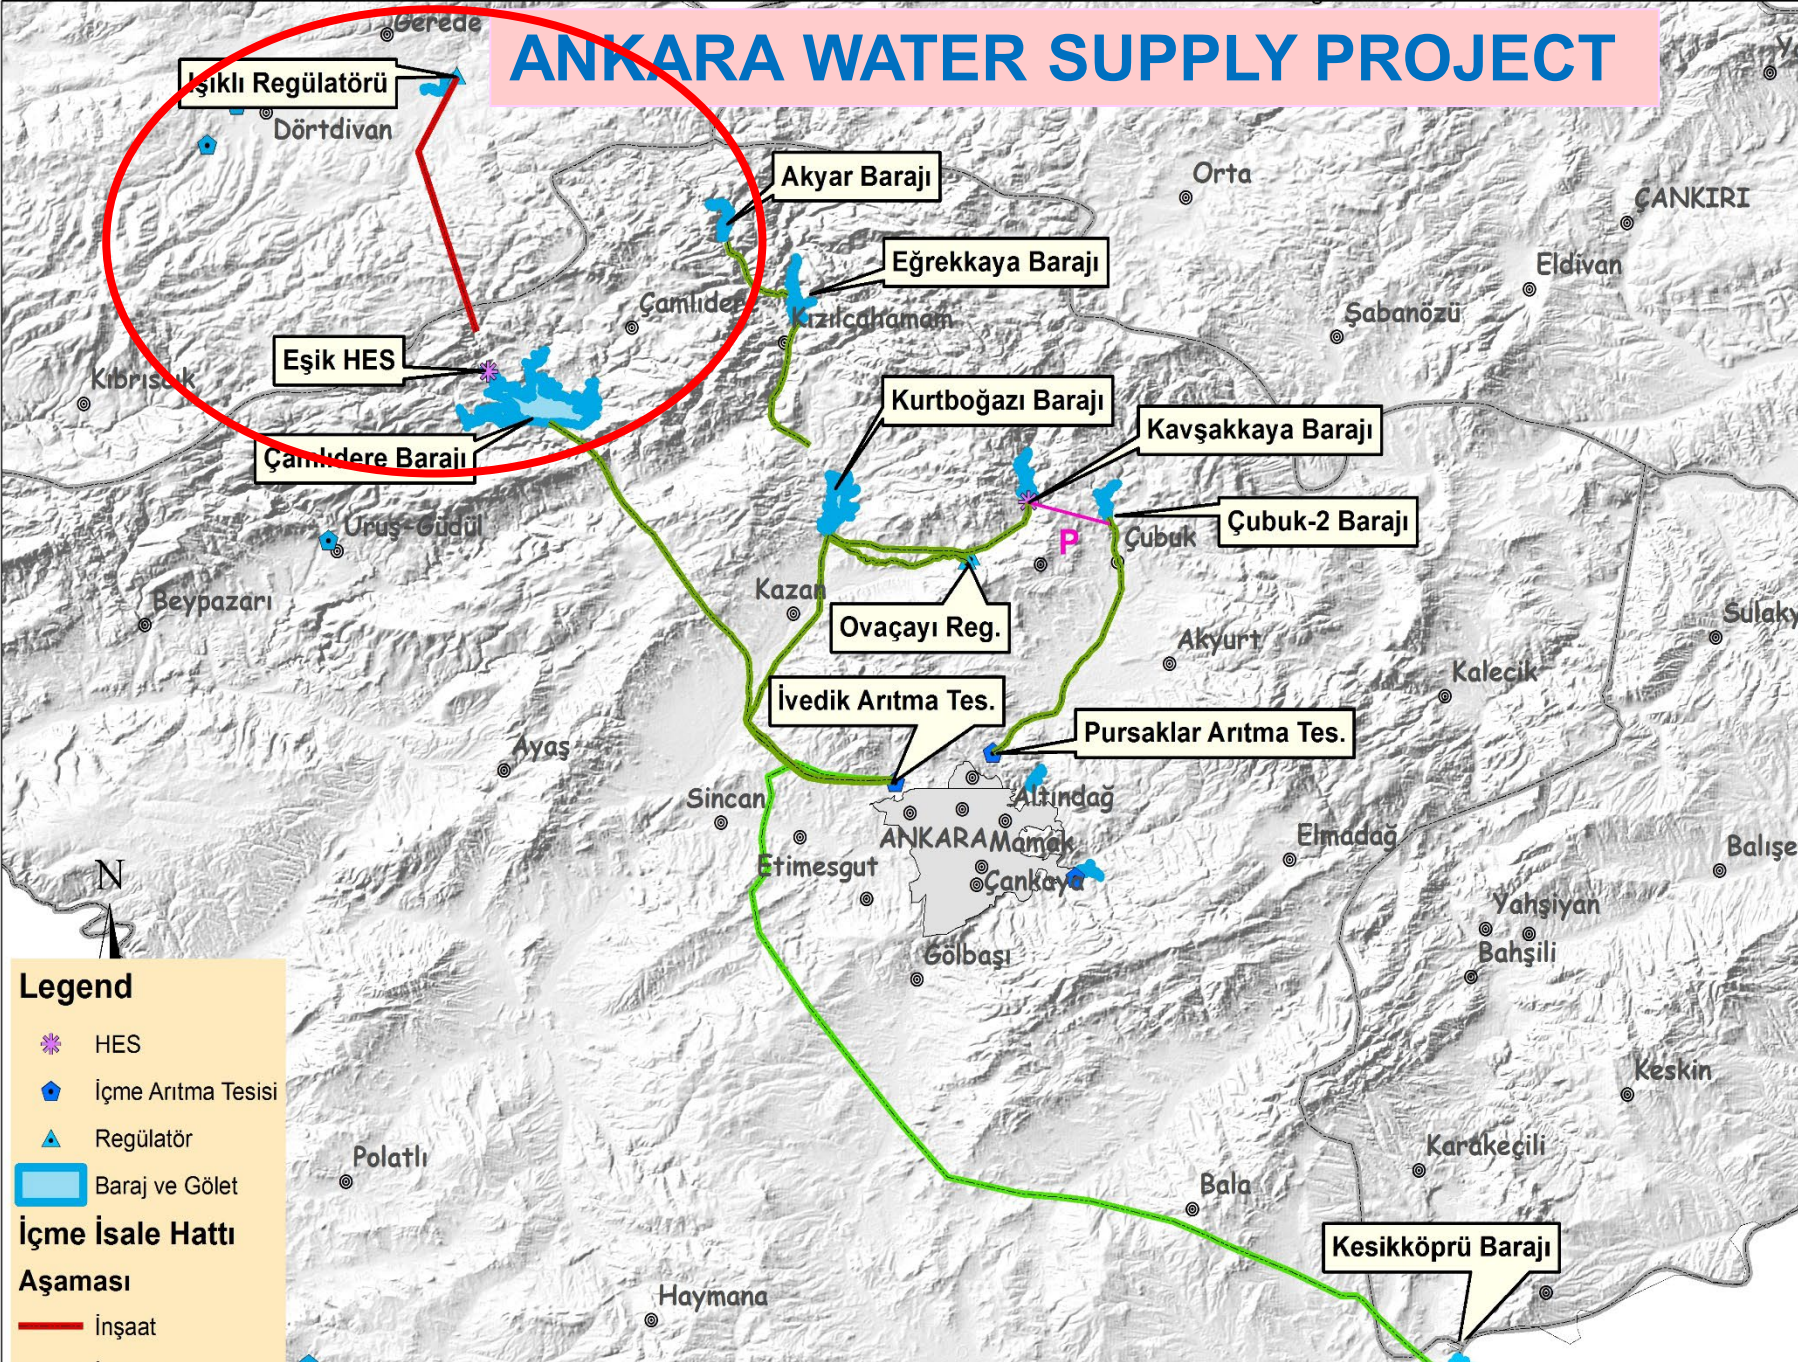 ANKARA WATER SUPPLY PROJECT
Gerede
Işıklı Regülatörü
Dörtdivan
Akyar Barajı
Orta
ÇANKIRI
Eğrekkaya Barajı
Eldivan
Çamlıder
Kızılcahamam
Şabanözü
Eşik HES
Kıbrıscık
Kurtboğazı Barajı
Kavşakkaya Barajı
Çamlıdere Barajı
Uruş-Güdül
Çubuk-2 Barajı
P
Çubuk
Kazan
Beypazarı
Ovaçayı Reg.
Akyurt
Sulaky
Kalecik
İvedik Arıtma Tes.
Pursaklar Arıtma Tes.
Ayaş
Sincan
Altındağ
ANKARA
Mamak
Elmadağ
Balışe
Etimesgut
Çankaya
N
Yahşiyan
Bahşili
Gölbaşı
Legend
HES
İçme Arıtma Tesisi
Regülatör
Baraj ve Gölet
İçme İsale Hattı
Aşaması
İnşaat
Keskin
Karakeçili
Polatlı
Bala
Kesikköprü Barajı
Haymana